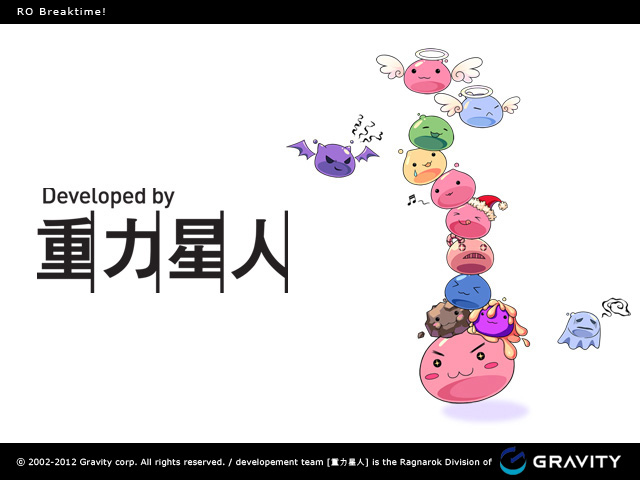 RO Breaktime!
Developed by
重力星人
© 2002-2012 Gravity corp. All rights reserved. / developement team [重力星人] is the Ragnarok Division of GRAVITY